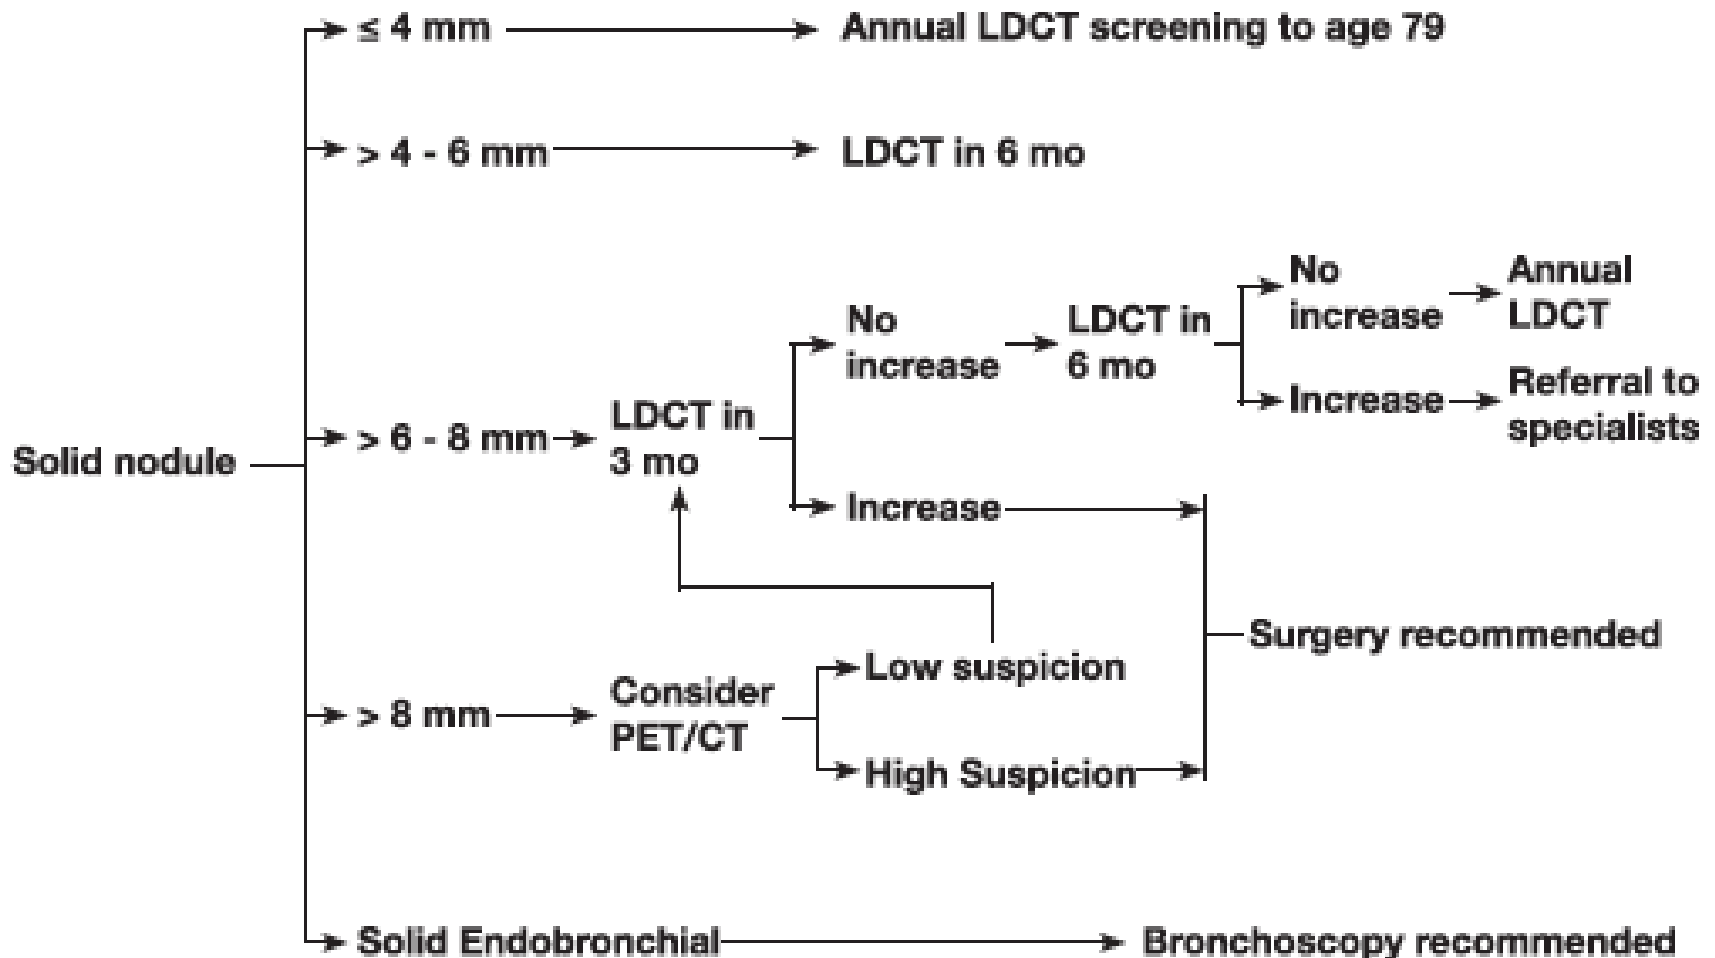 ≤ 4 mm
Annual LDCT screening to age 79
> 4 - 6 mm
LDCT in 6 mo
Solid nodule
> 6 - 8 mm
LDCT in
3 mo
No
increase
LDCT in
6 mo
No
increase
Annual
LDCT
Increase
Referral to
specialists
Increase
Surgery recommended
> 8 mm
Consider
PET/CT
Low suspicion
High Suspicion
Solid Endobronchial
Bronchoscopy recommended